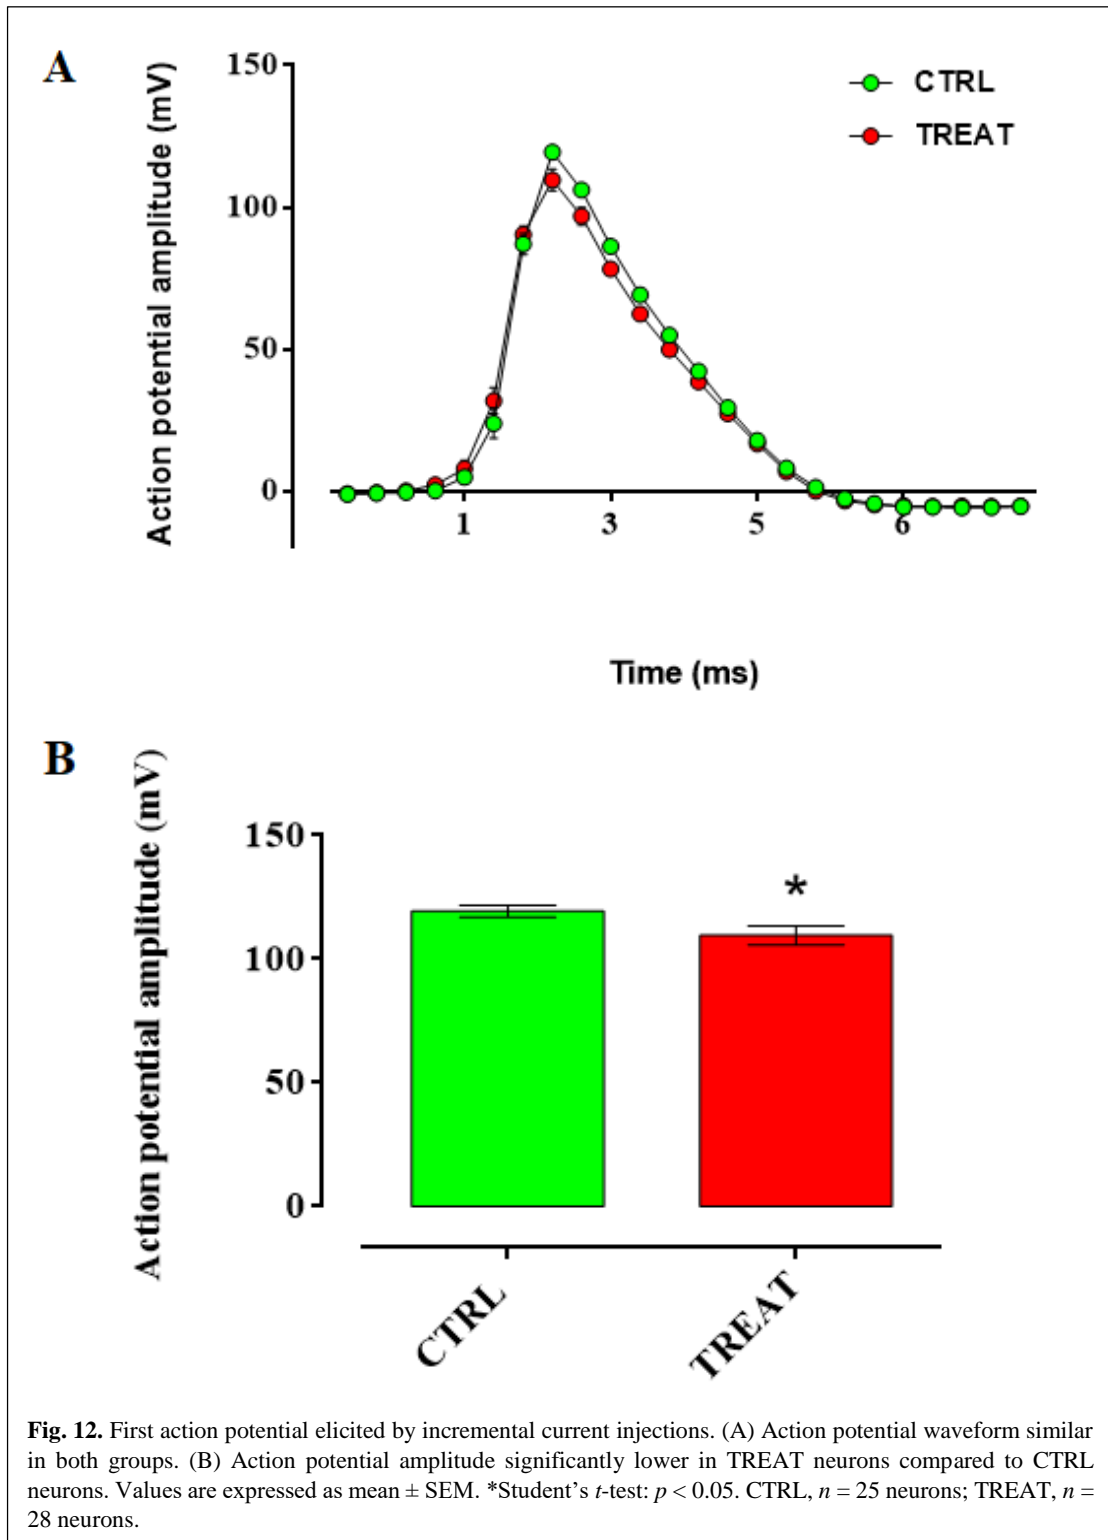 A
Action potential amplitude (mV)
150
100
50
0
CTRL
TREAT
1 3 5 6
Time (ms)
B
Action potential amplitude (mV)
150
100
50
0
*
CTRL
TREAT
Fig. 12. First action potential elicited by incremental current injections. (A) Action potential waveform similar
in both groups. (B) Action potential amplitude significantly lower in TREAT neurons compared to CTRL
neurons. Values are expressed as mean ± SEM. *Student’s t-test: p < 0.05. CTRL, n = 25 neurons; TREAT, n =
28 neurons.